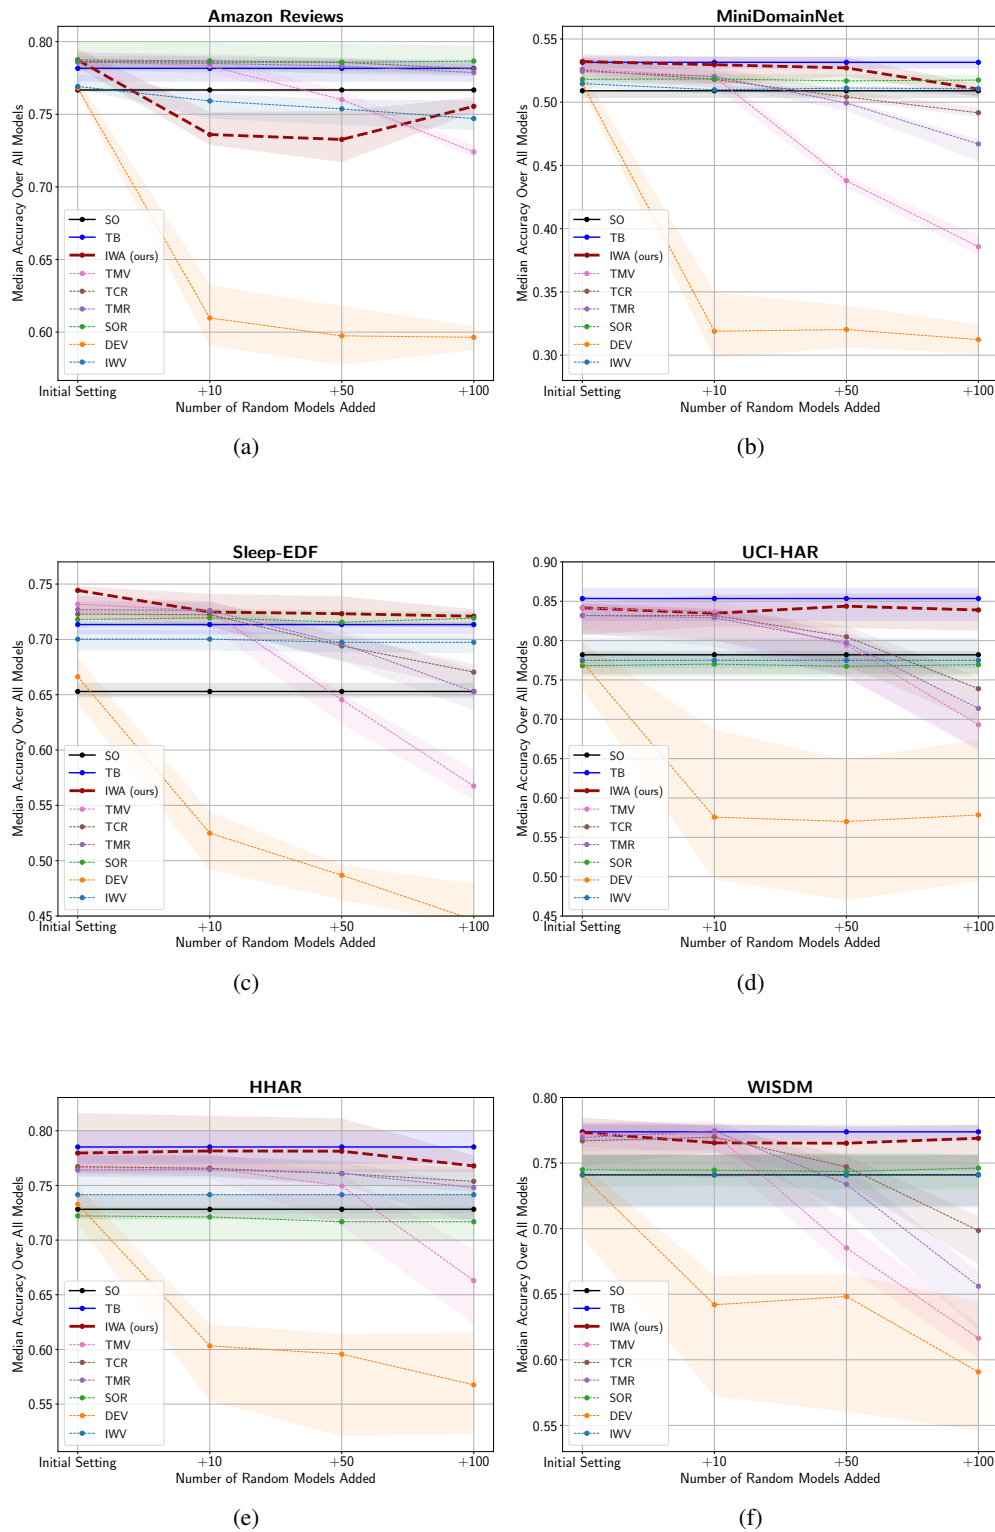 Amazon Reviews
Median Accuracy Over All Models
0.80
0.75
0.70
0.65
0.60
SO
TB
IWA (ours)
TMV
TCR
TMR
SOR
DEV
IWV
Initial Setting +10 +50 +100
Number of Random Models Added
(a)
MiniDomainNet
Median Accuracy Over All Models
0.55
0.50
0.45
0.40
0.35
0.30
SO
TB
IWA (ours)
TMV
TCR
TMR
SOR
DEV
IWV
Initial Setting +10 +50 +100
Number of Random Models Added
(b)
Sleep-EDF
Median Accuracy Over All Models
0.75
0.70
0.65
0.60
0.55
0.50
0.45
SO
TB
IWA (ours)
TMV
TCR
TMR
SOR
DEV
IWV
Initial Setting +10 +50 +100
Number of Random Models Added
(c)
UCI-HAR
Median Accuracy Over All Models
0.90
0.85
0.80
0.75
0.70
0.65
0.60
0.55
0.50
0.45
SO
TB
IWA (ours)
TMV
TCR
TMR
SOR
DEV
IWV
Initial Setting +10 +50 +100
Number of Random Models Added
(d)
HHAR
Median Accuracy Over All Models
0.80
0.75
0.70
0.65
0.60
0.55
SO
TB
IWA (ours)
TMV
TCR
TMR
SOR
DEV
IWV
Initial Setting +10 +50 +100
Number of Random Models Added
(e)
WISDM
Median Accuracy Over All Models
0.80
0.75
0.70
0.65
0.60
0.55
SO
TB
IWA (ours)
TMV
TCR
TMR
SOR
DEV
IWV
Initial Setting +10 +50 +100
Number of Random Models Added
(f)